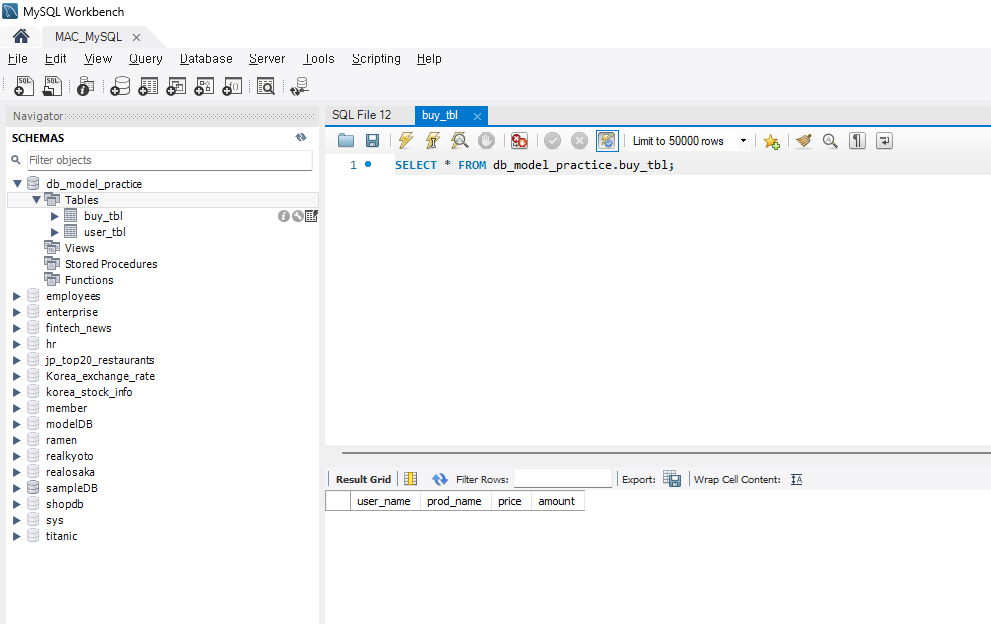 MySQL Workbench
MAC_MySQL
File Edit View Query Database Server Tools Scripting Help
Navigator
SCHEMAS
Filter objects
db_model_practice
Tables
buy_tbl
user_tbl
Views
Stored Procedures
Functions
employees
enterprise
fintech_news
hr
jp_top20_restaurants
Korea_exchange_rate
korea_stock_info
member
modelDB
ramen
realkyoto
realosaka
sampleDB
shopdb
sys
titanic
SQL File 12 buy_tbl
Limit to 50000 rows
1 SELECT * FROM db_model_practice.buy_tbl;
Result Grid Filter Rows: Export: Wrap Cell Content:
user_name prod_name price amount